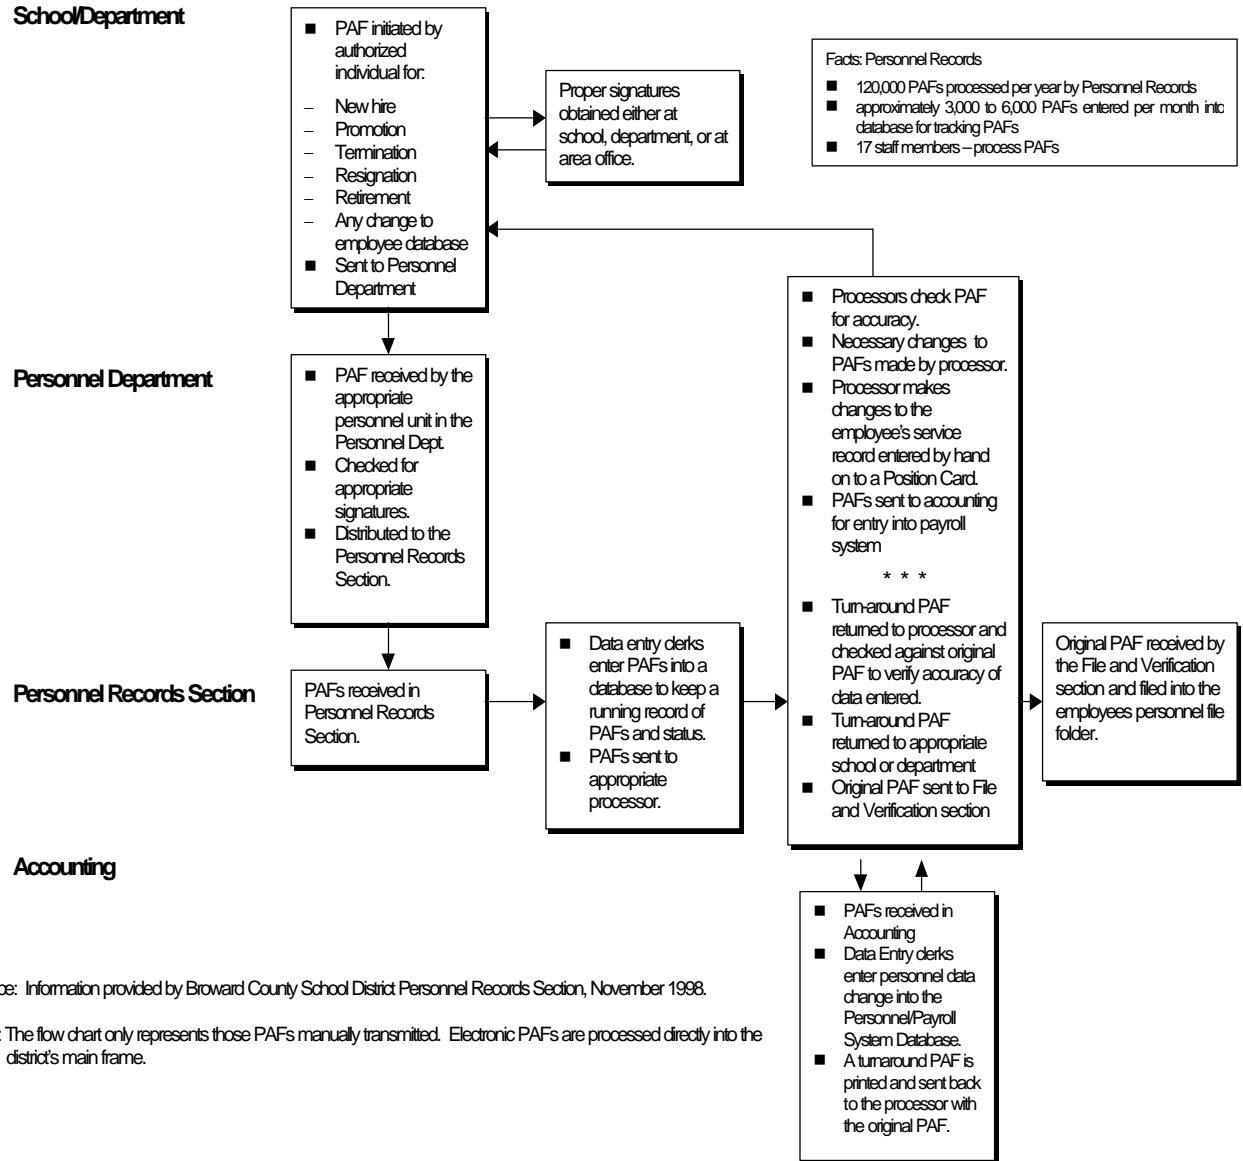 School/Department
■ PAF initiated by
authorized
individual for:
– New hire
– Promotion
– Termination
– Resignation
– Retirement
– Any change to
employee database
■ Sent to Personnel
Department
Proper signatures
obtained either at
school, department, or at
area office.
Facts: Personnel Records
■ 120,000 PAFs processed per year by Personnel Records
■ approximately 3,000 to 6,000 PAFs entered per month into
database for tracking PAFs
■ 17 staff members – process PAFs
Personnel Department
■ PAF received by the
appropriate
personnel unit in the
Personnel Dept.
■ Checked for
appropriate
signatures.
■ Distributed to the
Personnel Records
Section.
Personnel Records Section
PAFs received in
Personnel Records
Section.
■ Data entry clerks
enter PAFs into a
database to keep a
running record of
PAFs and status.
■ PAFs sent to
appropriate
processor.
■ Processors check PAF
for accuracy.
■ Necessary changes to
PAFs made by processor.
■ Processor makes
changes to the
employee's service
record entered by hand
on to a Position Card.
■ PAFs sent to accounting
for entry into payroll
system
* * *
■ Turn-around PAF
returned to processor and
checked against original
PAF to verify accuracy of
data entered.
■ Turn-around PAF
returned to appropriate
school or department
■ Original PAF sent to File
and Verification section
Original PAF received by
the File and Verification
section and filed into the
employees personnel file
folder.
Accounting
■ PAFs received in
Accounting
■ Data Entry clerks
enter personnel data
change into the
Personnel/Payroll
System Database.
■ A turnaround PAF is
printed and sent back
to the processor with
the original PAF.
ce: Information provided by Broward County School District Personnel Records Section, November 1998.
: The flow chart only represents those PAFs manually transmitted. Electronic PAFs are processed directly into the
district's main frame.